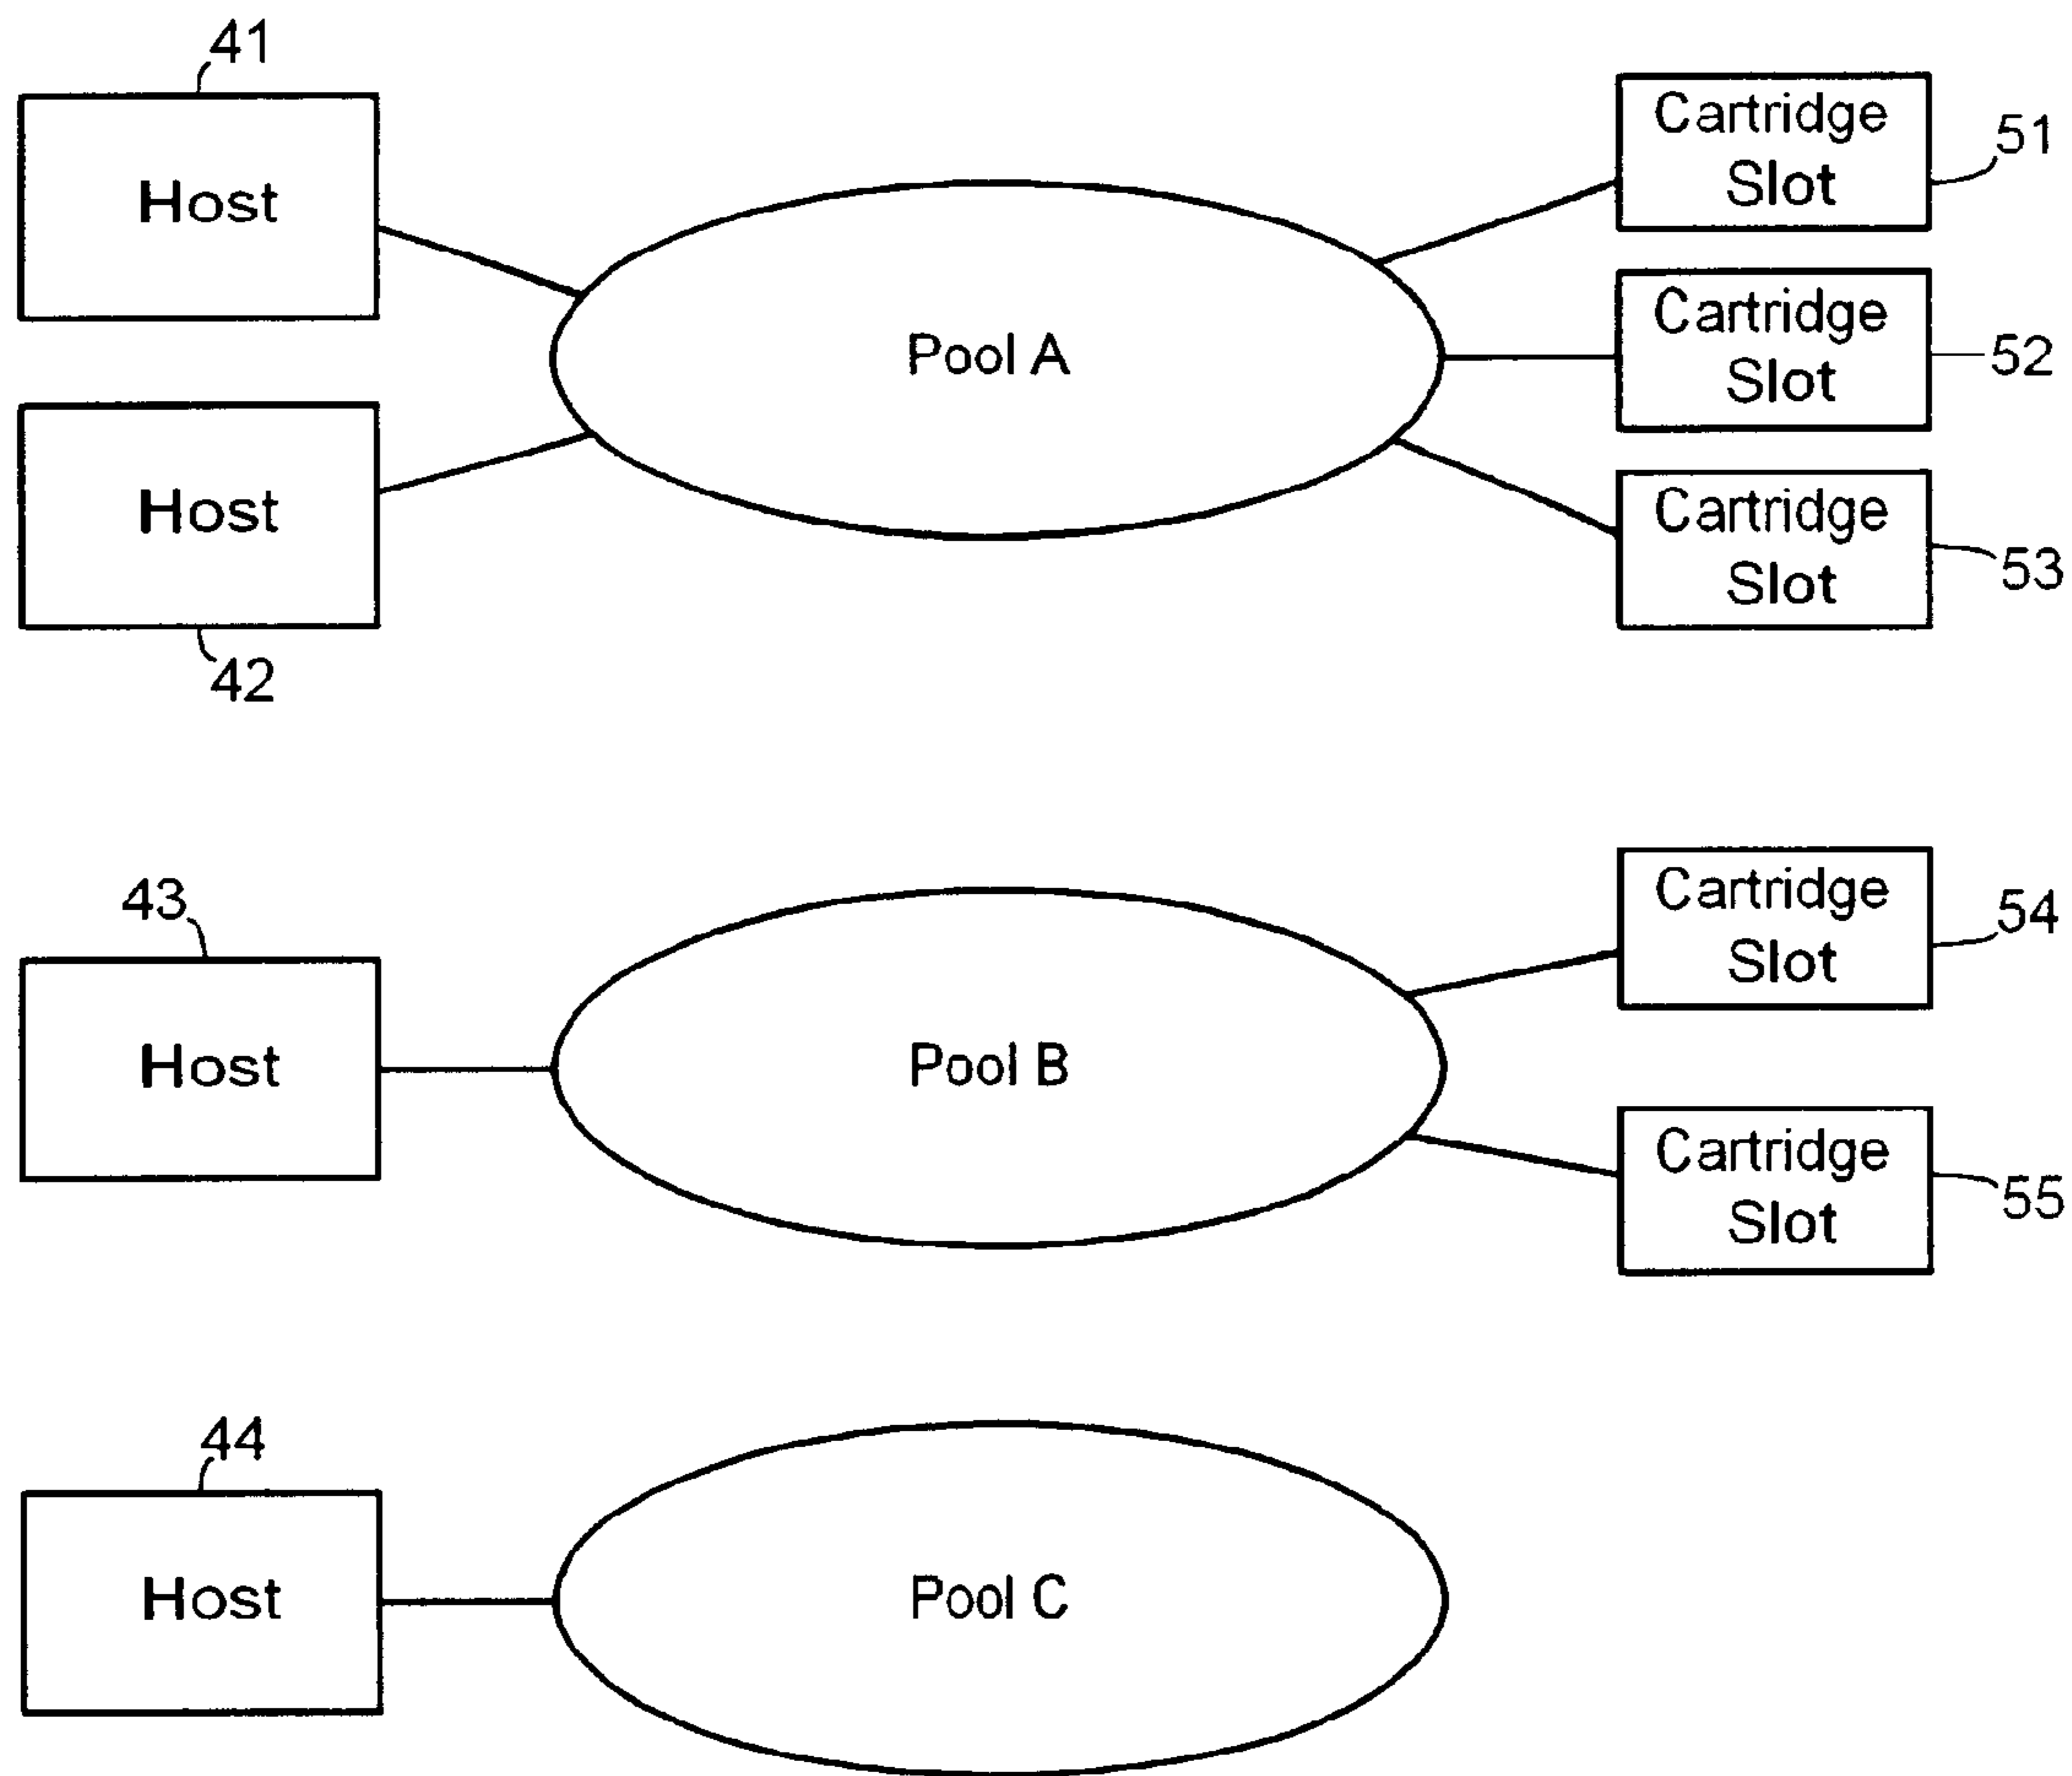 41
Host
Cartridge
Slot
51
Pool A
Cartridge
Slot
52
Host
42
Cartridge
Slot
53
43
Host
Pool B
Cartridge
Slot
54
Cartridge
Slot
55
44
Host
Pool C